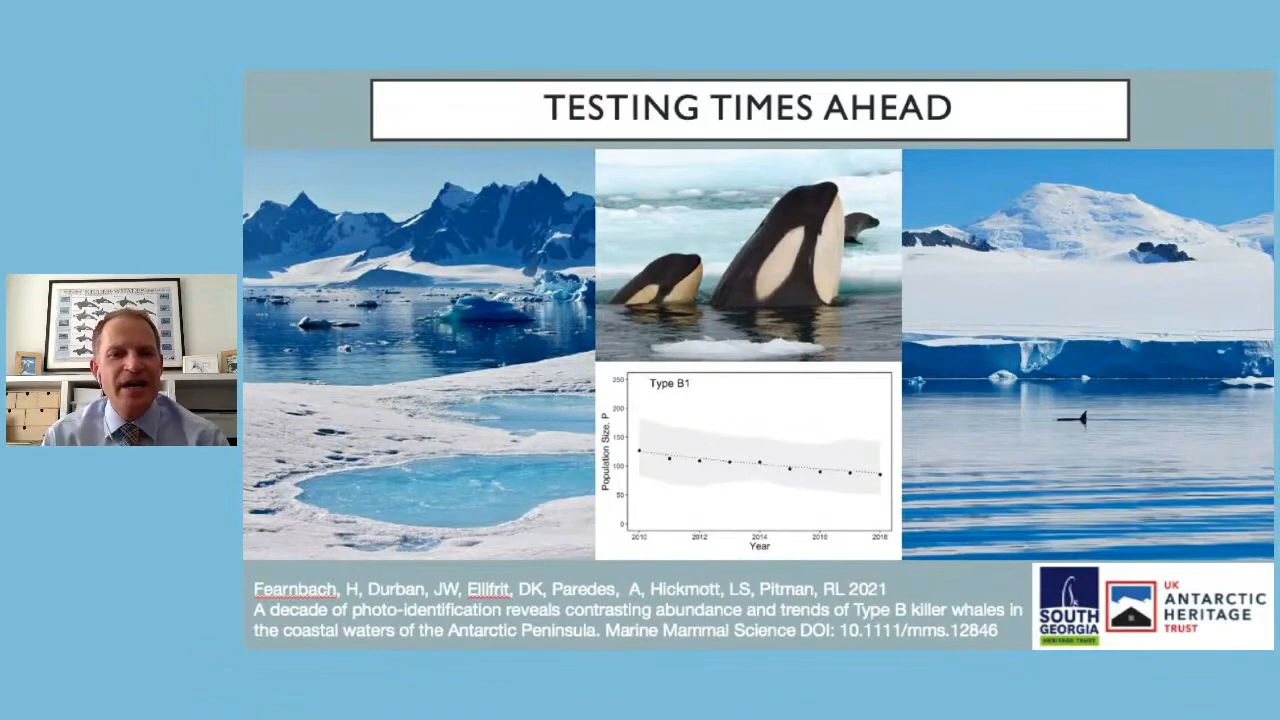 TESTING TIMES AHEAD
KILLER WHALES
Type B1
Population Size, P
250
200
150
100
50
0
2010
2012
2014
2016
2018
Year
Fearnbach, H, Durban, JW, Ellifrit, DK, Paredes, A, Hickmott, LS, Pitman, RL 2021
A decade of photo-identification reveals contrasting abundance and trends of Type B killer whales in
the coastal waters of the Antarctic Peninsula. Marine Mammal Science DOI: 10.1111/mms.12846
SOUTH
GEORGIA
HERITAGE TRUST
UK
ANTARCTIC
HERITAGE
TRUST